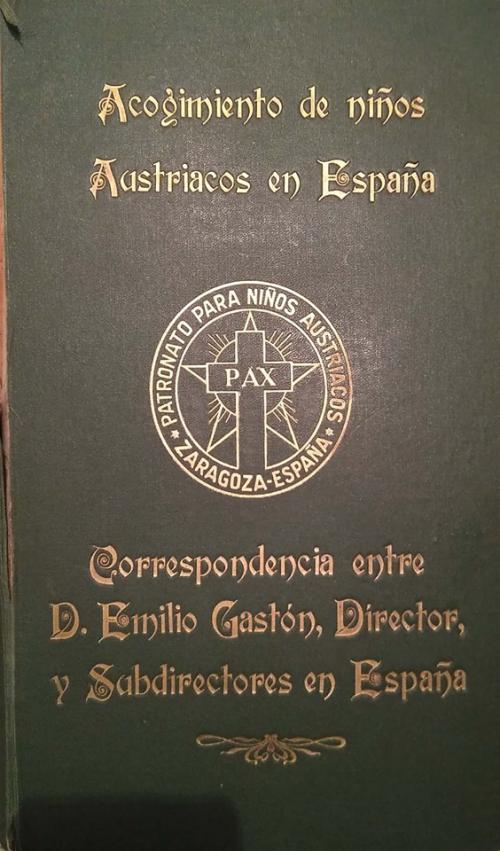 Acogimiento de niños
Austriacos en España
PATRONATO PARA NIÑOS AUSTRIACOS
PAX
★ ZARAGOZA-ESPAÑA ★
Correspondencia entre
D. Emilio Gastón, Director,
y Subdirectores en España